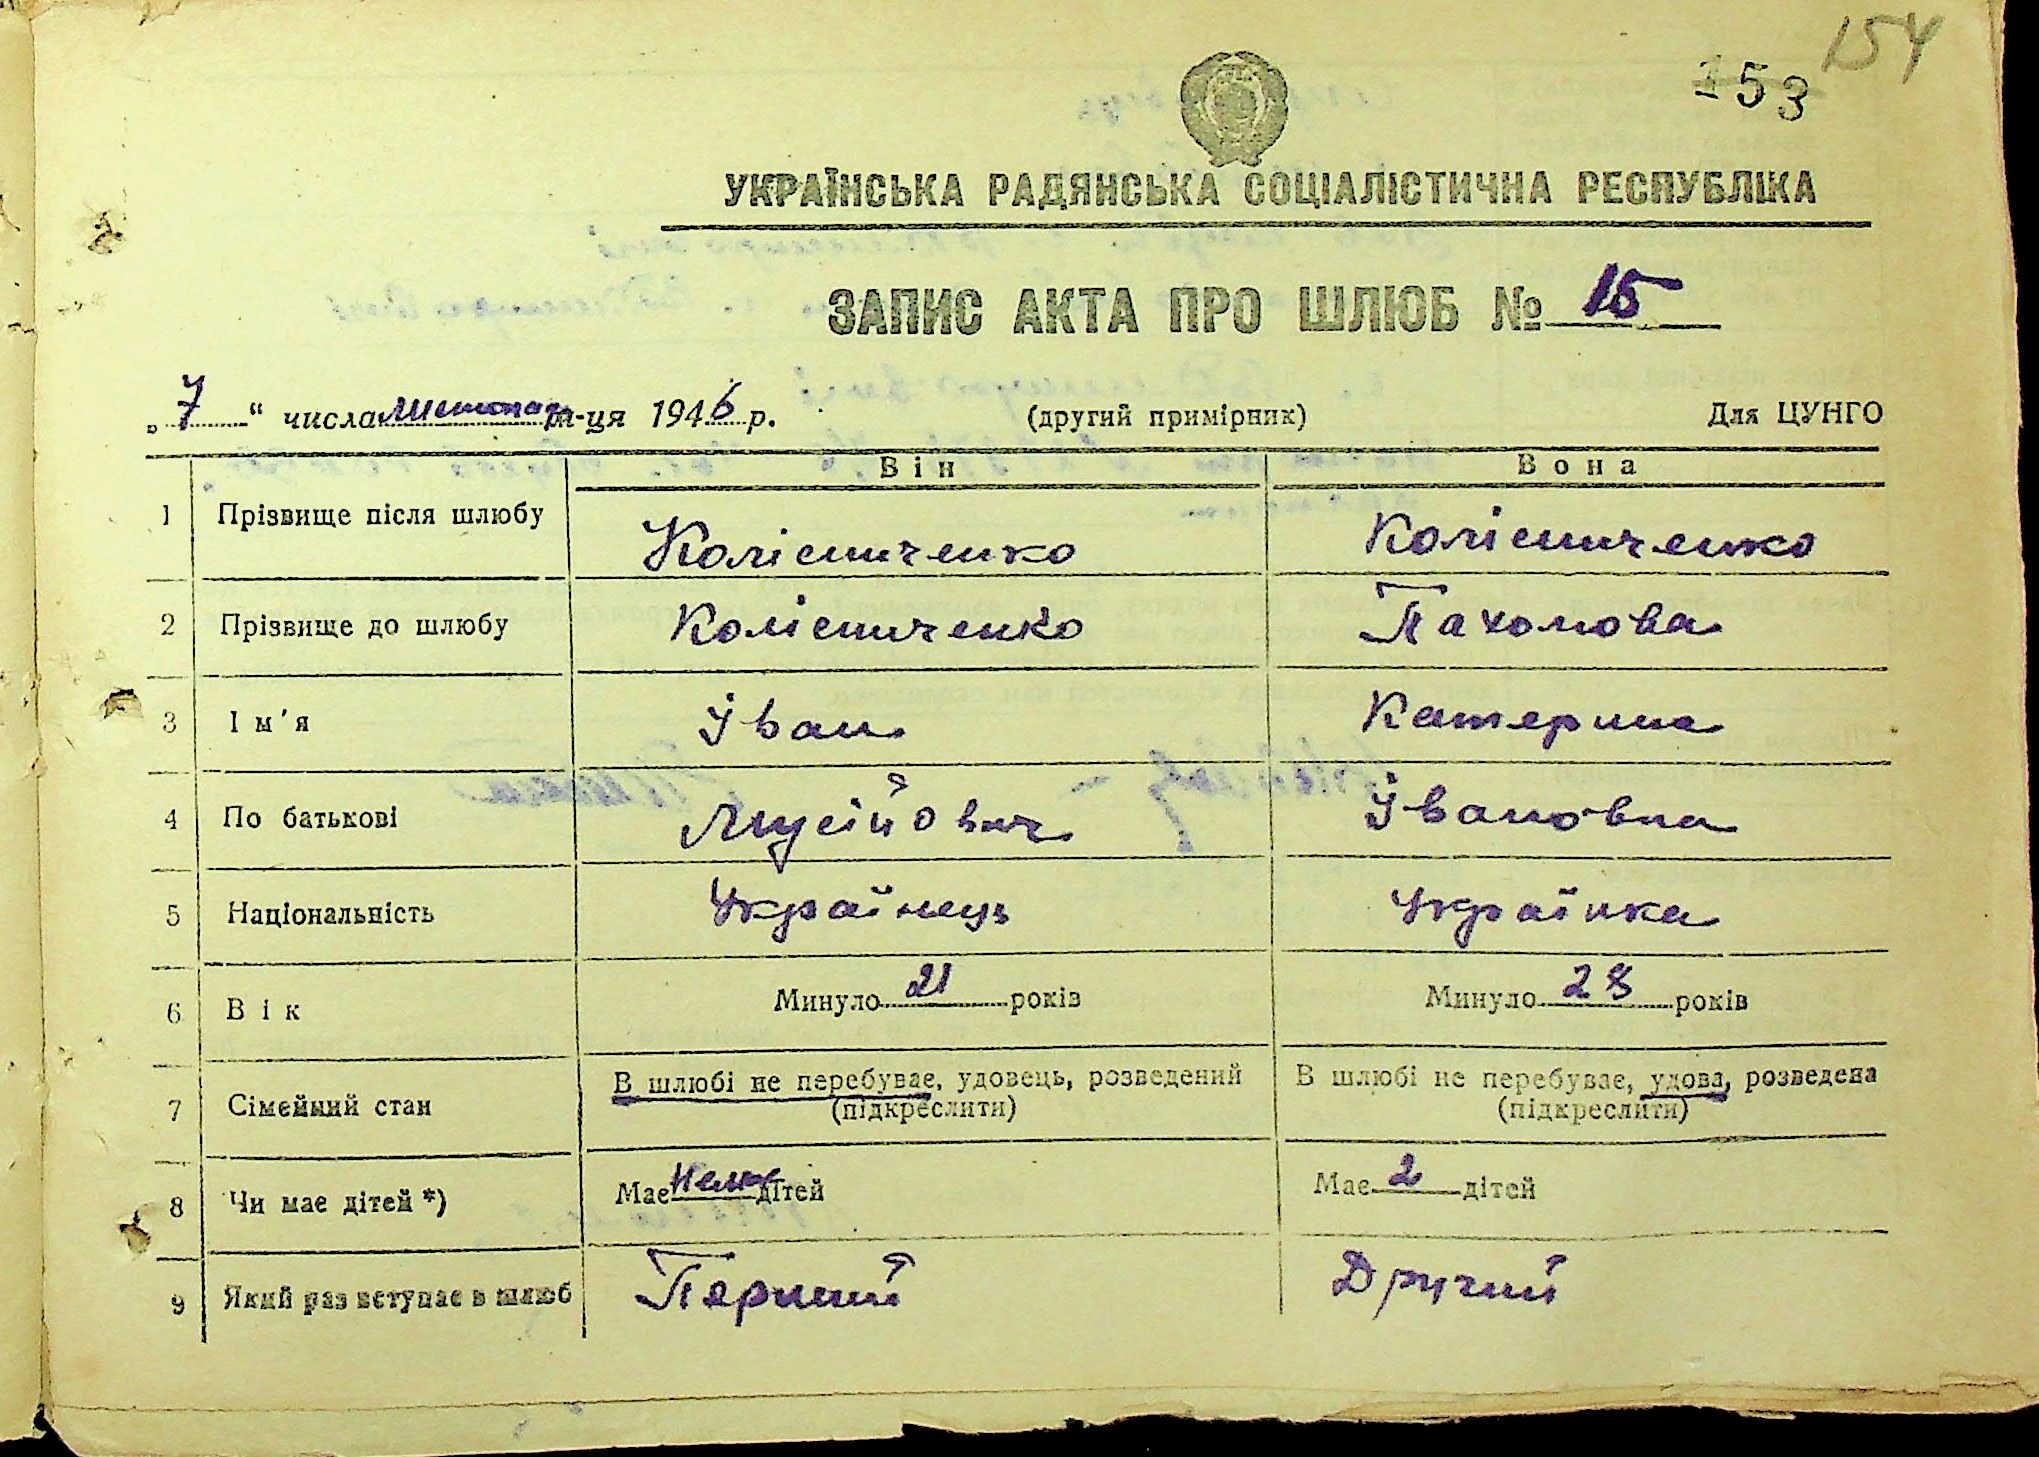 154
153
УКРАЇНСЬКА РАДЯНСЬКА СОЦІАЛІСТИЧНА РЕСПУБЛІКА
ЗАПИС АКТА ПРО ШЛЮБ № 15
„ 7 “ числа листопад м-ця 1946 р. (другий примірник) Для ЦУНГО
Він Вона
1 Прізвище після шлюбу Колісниченко Колісниченко
2 Прізвище до шлюбу Колісниченко Пахомова
3 Ім'я Іван Катерина
4 По батькові Мусійович Івановна
5 Національність Українець Українка
6 Вік Минуло 21 років Минуло 28 років
7 Сімейний стан В шлюбі не перебуває, удовець, розведений В шлюбі не перебуває, удова, розведена
(підкреслити) (підкреслити)
8 Чи має дітей *) Має Нема дітей Має 2 дітей
9 Який раз вступає в шлюб Перший Другий